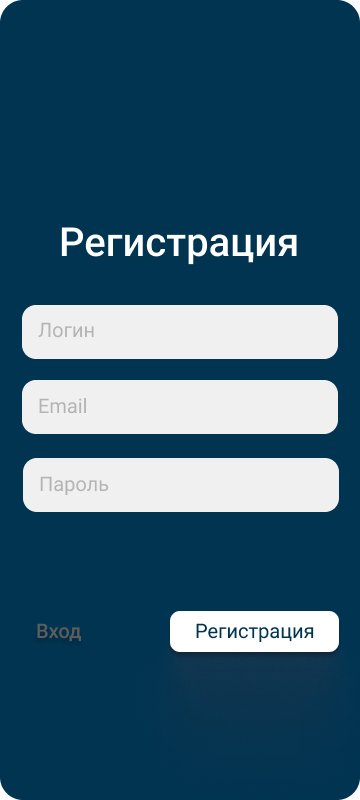 Регистрация
Логин
Email
Пароль
Вход
Регистрация